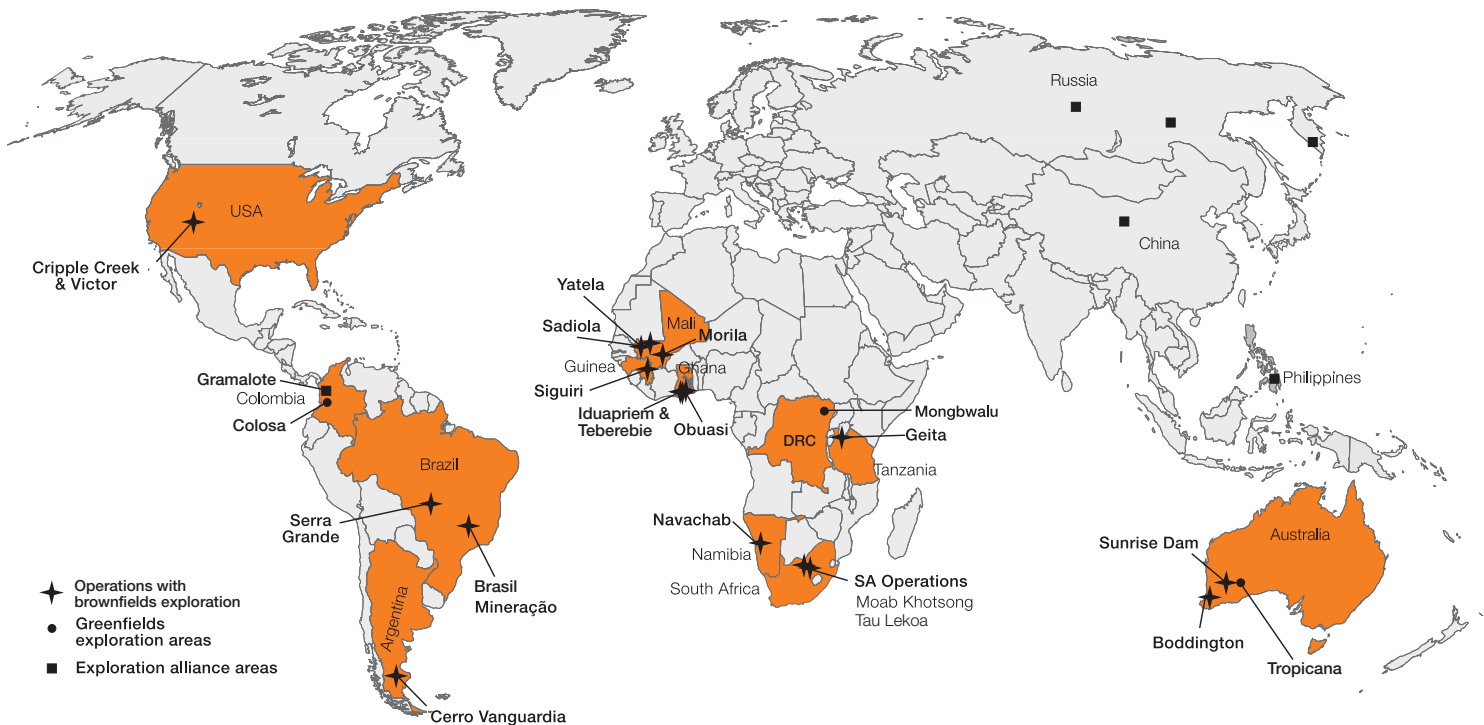 Russia
USA
China
Cripple Creek
& Victor
Yatela
Sadiola
Mali
Morila
Guinea
Ghana
Siguiri
Iduapriem &
Teberebie
Obuasi
Philippines
Gramalote
Colombia
Colosa
Mongbwalu
Geita
DRC
Tanzania
Brazil
Serra
Grande
Brasil
Mineração
Navachab
Namibia
South Africa
SA Operations
Moab Khotsong
Tau Lekoa
Australia
Sunrise Dam
Boddington
Tropicana
Argentina
Cerro Vanguardia
Operations with
brownfields exploration
Greenfields
exploration areas
Exploration alliance areas